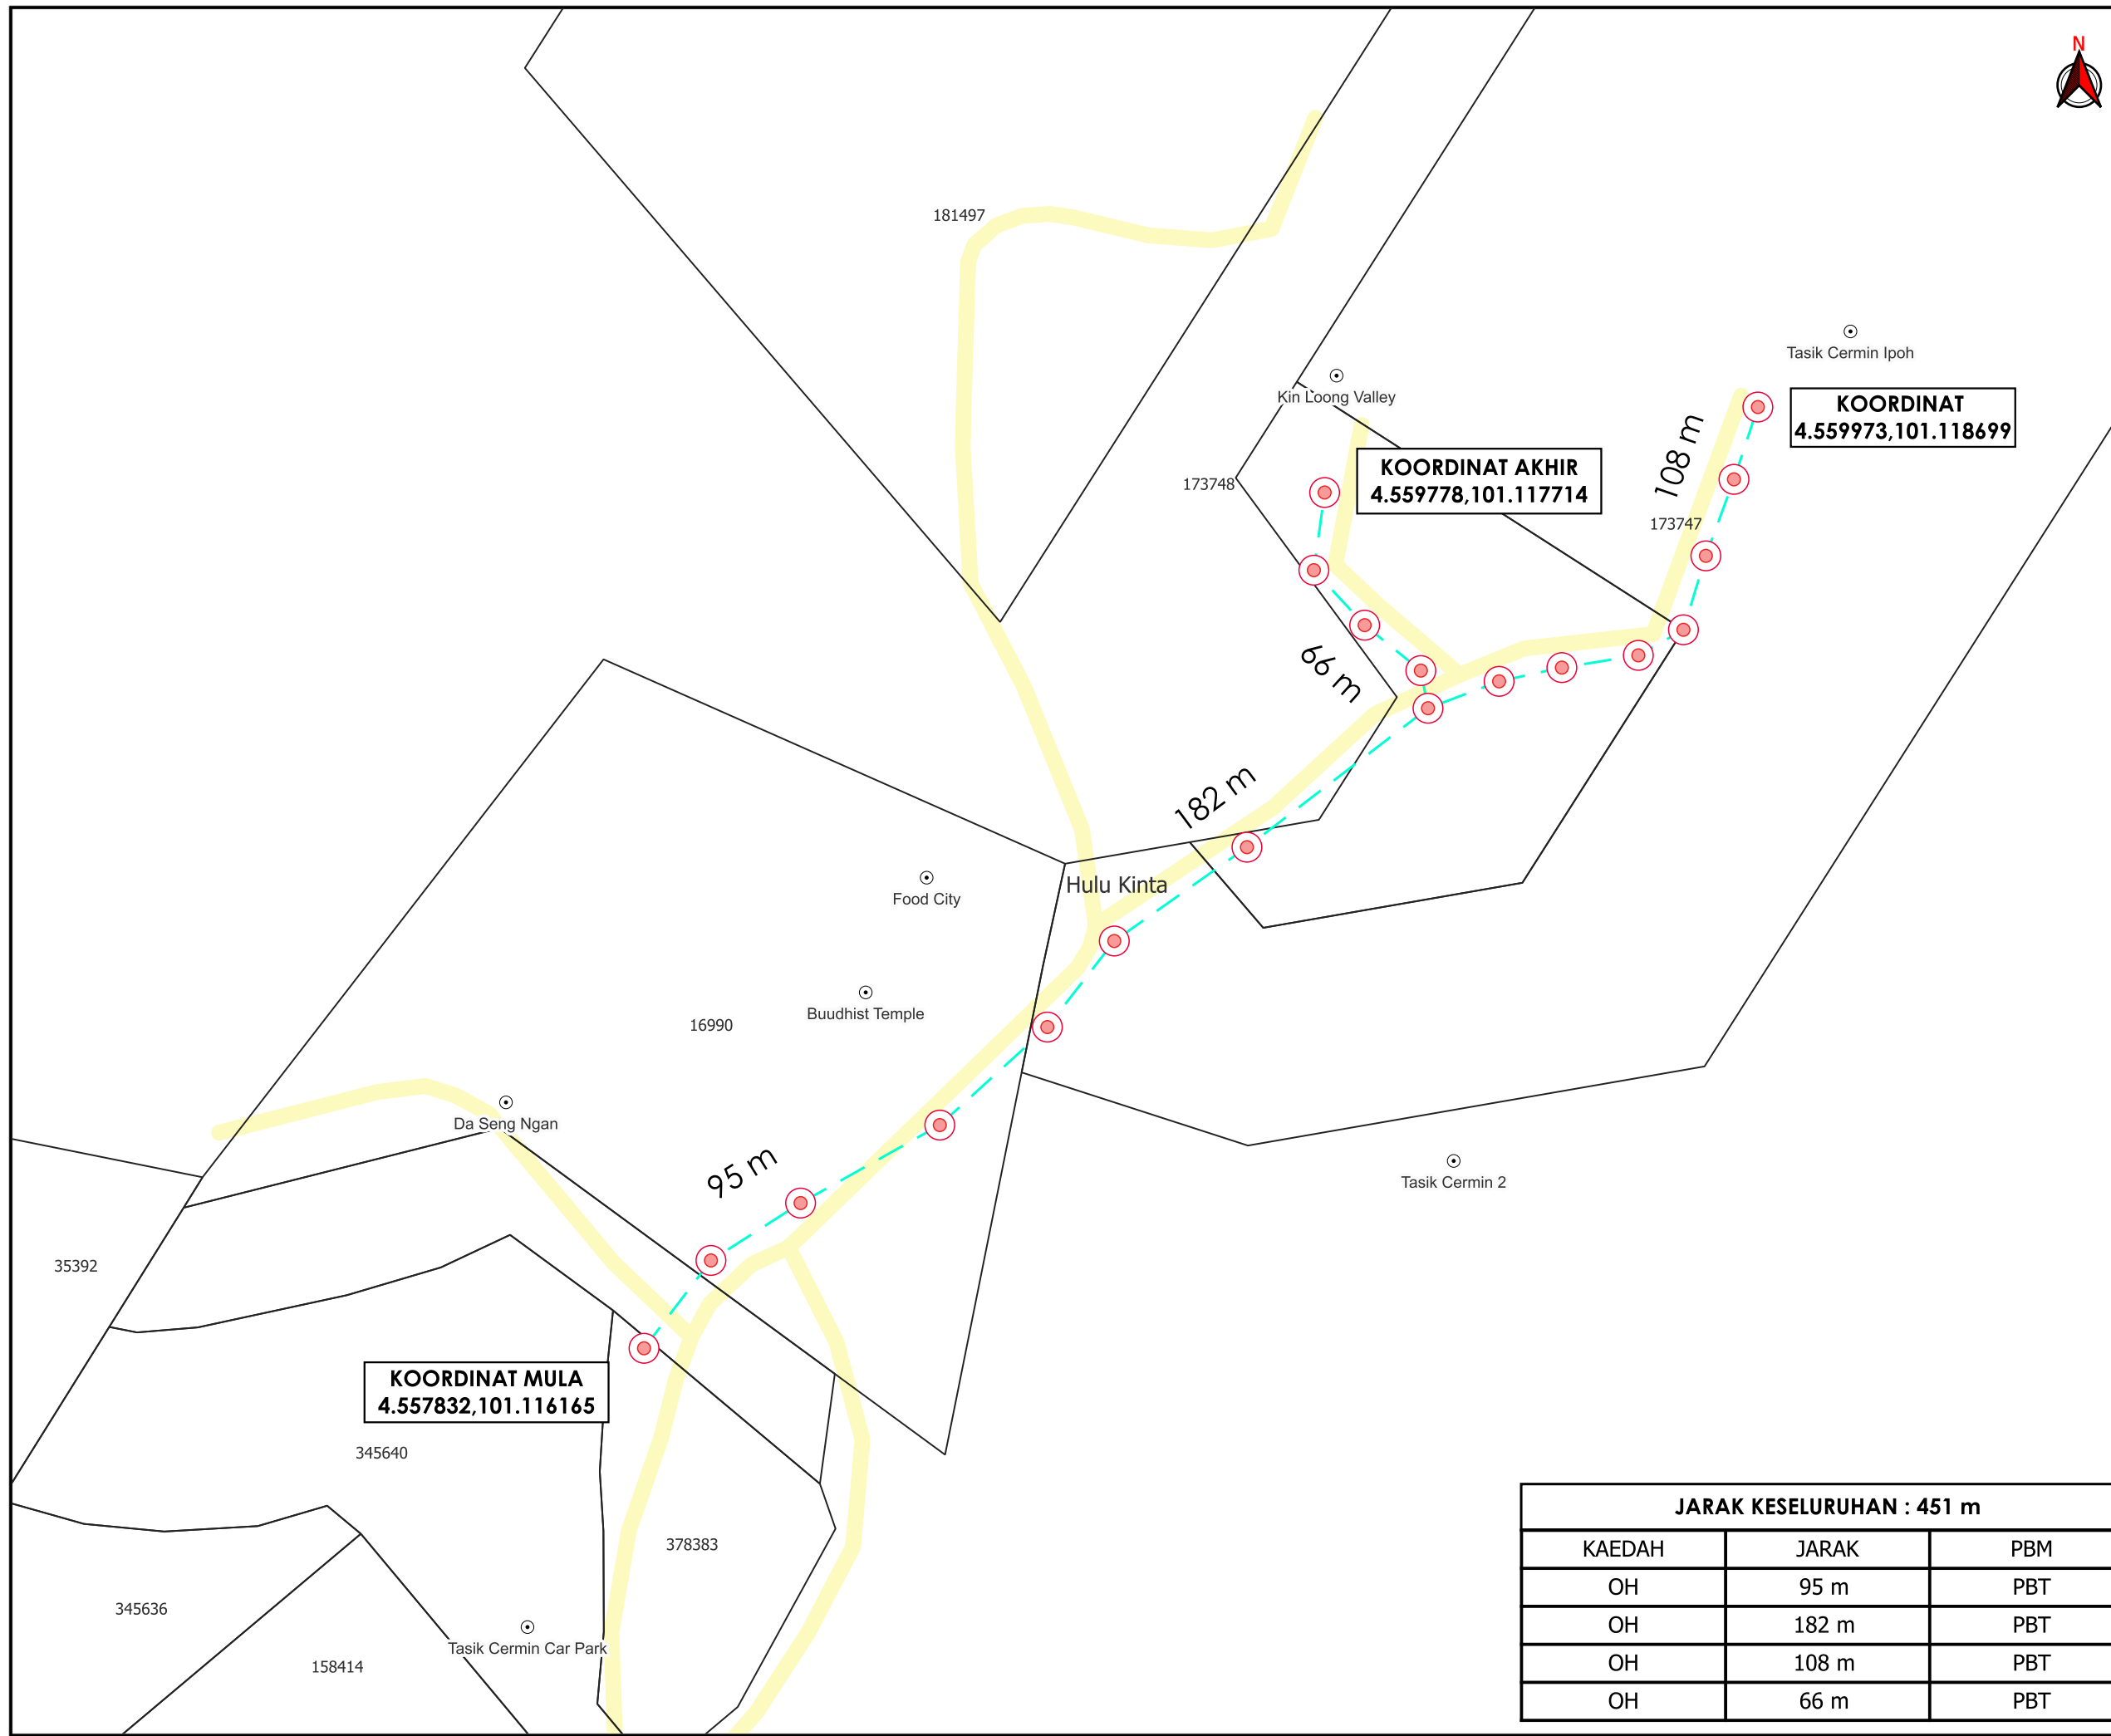 N
181497
Tasik Cermin Ipoh
Kin Loong Valley
KOORDINAT
4.559973,101.118699
108 m
KOORDINAT AKHIR
4.559778,101.117714
173748
173747
66 m
182 m
Hulu Kinta
Food City
Buudhist Temple
16990
Da Seng Ngan
95 m
Tasik Cermin 2
35392
KOORDINAT MULA
4.557832,101.116165
345640
378383
345636
Tasik Cermin Car Park
158414
JARAK KESELURUHAN : 451 m
KAEDAH JARAK PBM
OH 95 m PBT
OH 182 m PBT
OH 108 m PBT
OH 66 m PBT